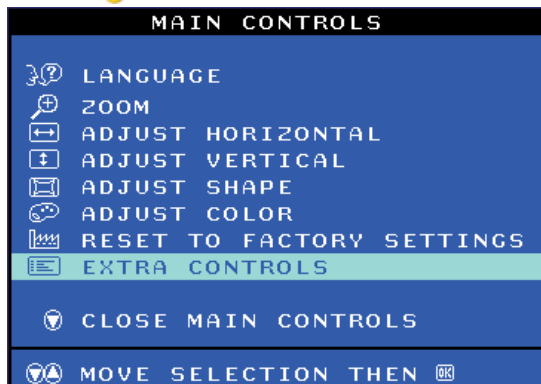 MAIN CONTROLS
LANGUAGE
ZOOM
ADJUST HORIZONTAL
ADJUST VERTICAL
ADJUST SHAPE
ADJUST COLOR
RESET TO FACTORY SETTINGS
EXTRA CONTROLS
CLOSE MAIN CONTROLS
MOVE SELECTION THEN OK